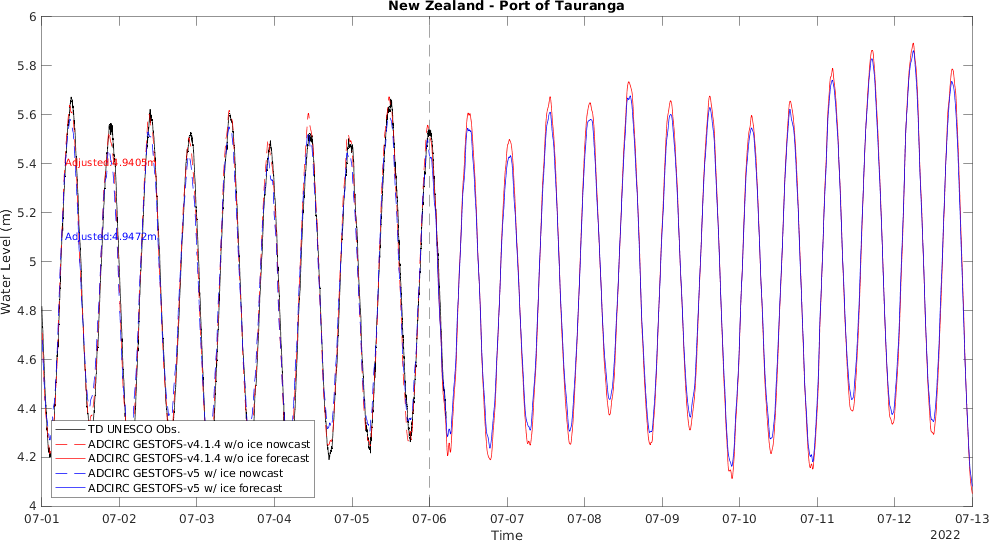 New Zealand - Port of Tauranga
6
5.8
5.6
5.4
5.2
5
4.8
4.6
4.4
4.2
4
Water Level (m)
Adjusted:4.9405m
Adjusted:4.9472m
TD UNESCO Obs.
ADCIRC GESTOFS-v4.1.4 w/o ice nowcast
ADCIRC GESTOFS-v4.1.4 w/o ice forecast
ADCIRC GESTOFS-v5 w/ ice nowcast
ADCIRC GESTOFS-v5 w/ ice forecast
07-01 07-02 07-03 07-04 07-05 07-06 07-07 07-08 07-09 07-10 07-11 07-12 07-13
Time
2022